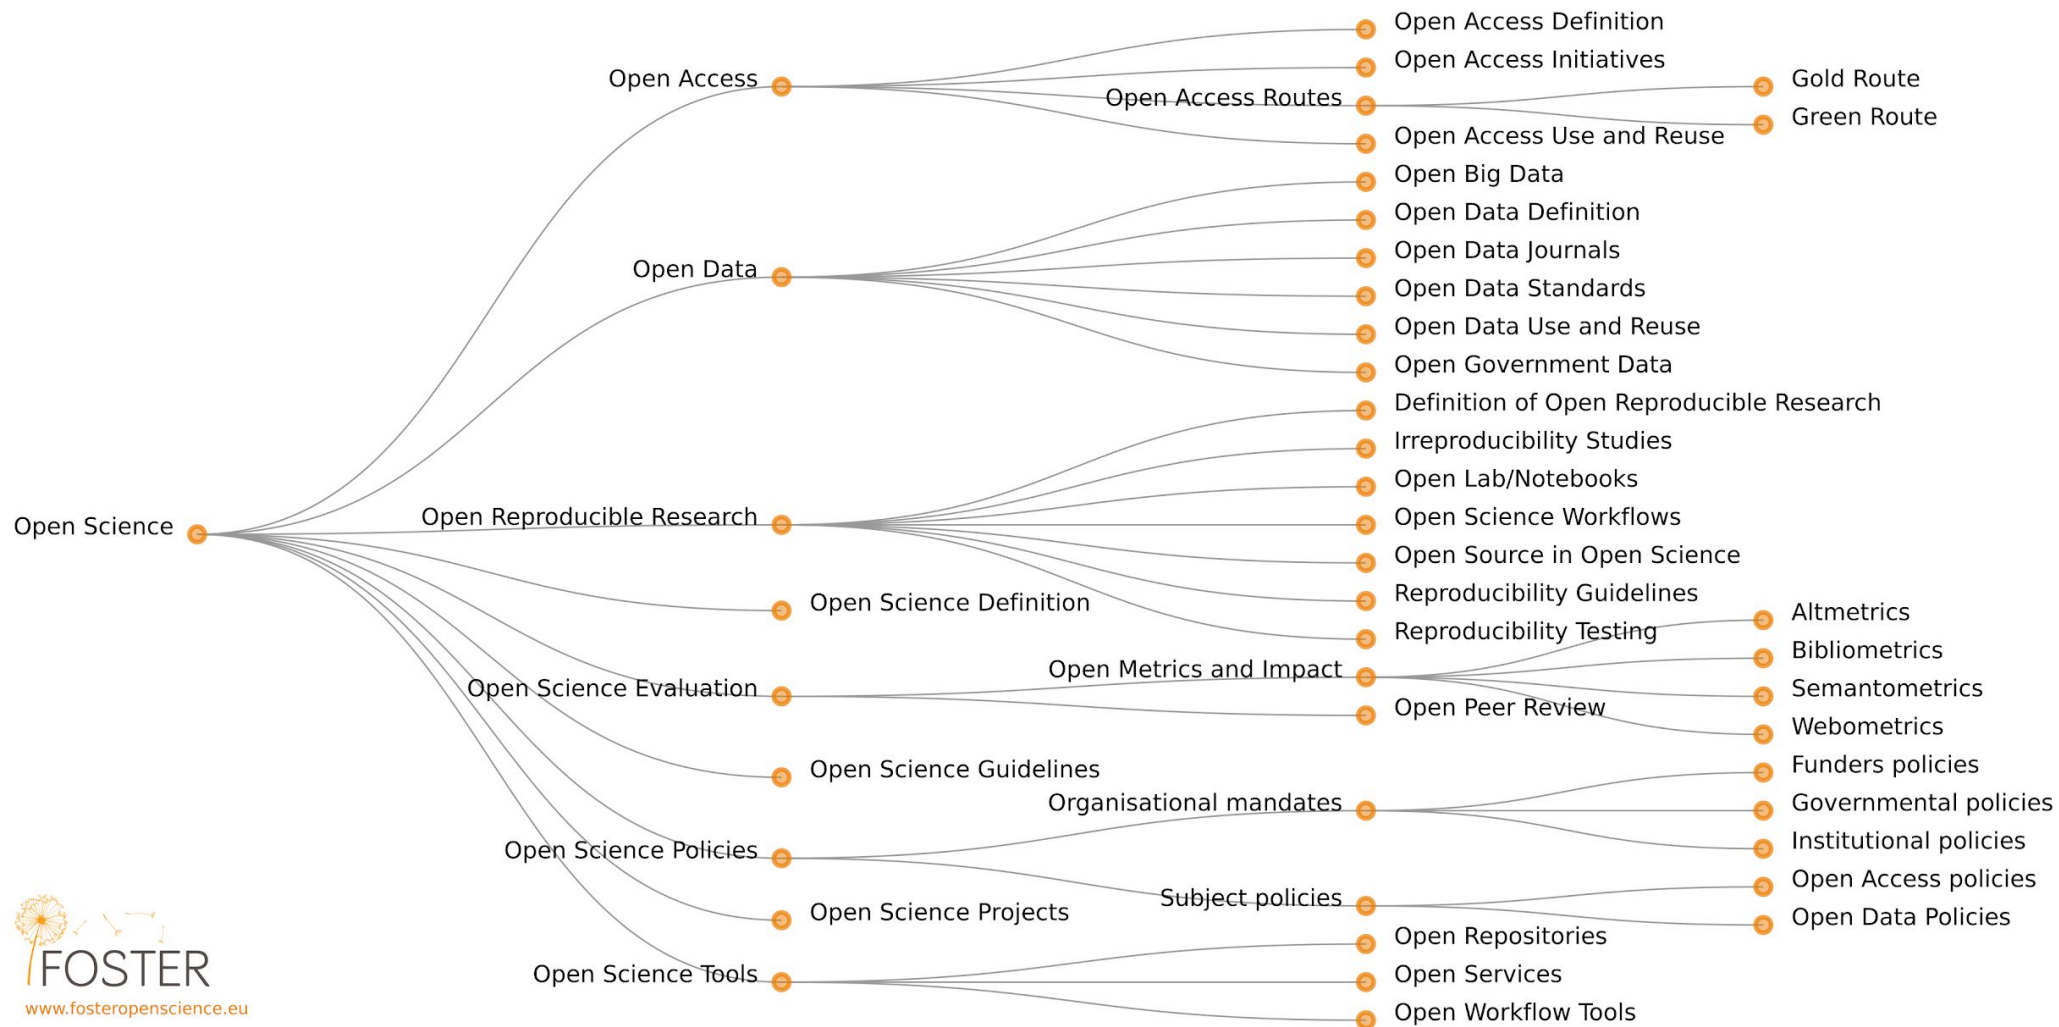 Open Science
Open Access
Open Access Definition
Open Access Initiatives
Open Access Routes
Gold Route
Green Route
Open Access Use and Reuse
Open Data
Open Big Data
Open Data Definition
Open Data Journals
Open Data Standards
Open Data Use and Reuse
Open Government Data
Open Reproducible Research
Definition of Open Reproducible Research
Irreproducibility Studies
Open Lab/Notebooks
Open Science Workflows
Open Source in Open Science
Reproducibility Guidelines
Reproducibility Testing
Open Science Definition
Open Science Evaluation
Open Metrics and Impact
Altmetrics
Bibliometrics
Semantometrics
Webometrics
Open Peer Review
Open Science Guidelines
Open Science Policies
Organisational mandates
Funders policies
Governmental policies
Institutional policies
Subject policies
Open Access policies
Open Data Policies
Open Science Projects
Open Science Tools
Open Repositories
Open Services
Open Workflow Tools
FOSTER
www.fosteropenscience.eu